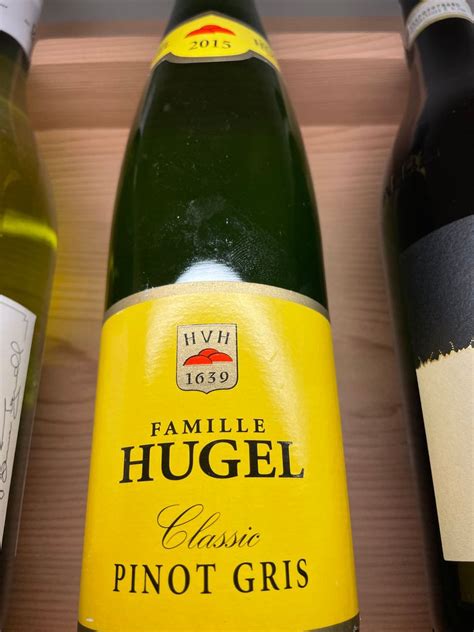 2015
HVH
1639
FAMILLE
HUGEL
Classic
PINOT GRIS